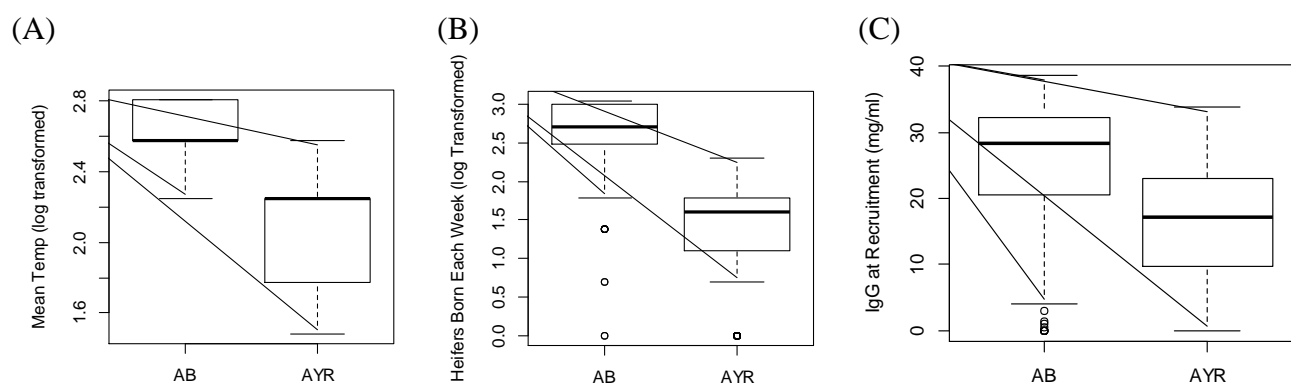 (A)
(B)
(C)
Mean Temp (log transformed)
2.8
2.4
2.0
1.6
AB
AYR
Heifers Born Each Week (log Transformed)
3.0
2.5
2.0
1.5
1.0
0.5
0.0
AB
AYR
IgG at Recruitment (mg/ml)
40
30
20
10
0
AB
AYR